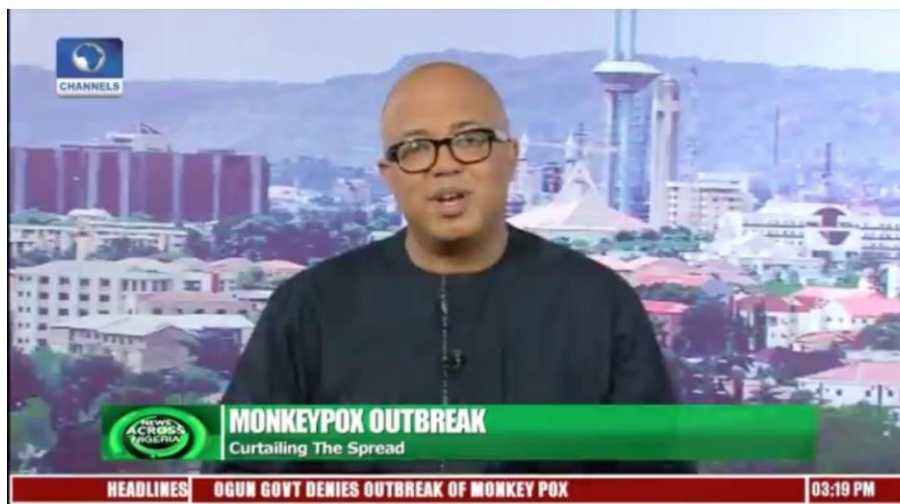 CHANNELS
MONKEYPOX OUTBREAK
NEWS
ACROSS
NIGERIA
Curtailing The Spread
HEADLINES OGUN GOVT DENIES OUTBREAK OF MONKEY POX 03:19 PM